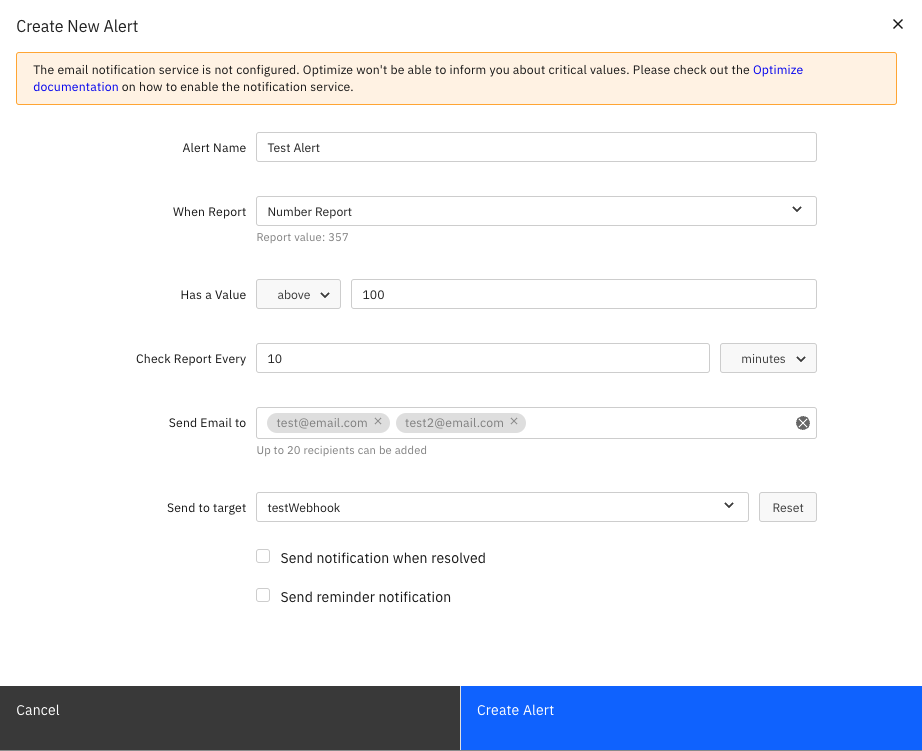 Create New Alert
The email notification service is not configured. Optimize won't be able to inform you about critical values. Please check out the Optimize
documentation on how to enable the notification service.
Alert Name Test Alert
When Report Number Report
Report value: 357
Has a Value above 100
Check Report Every 10 minutes
Send Email to test@email.com test2@email.com
Up to 20 recipients can be added
Send to target testWebhook Reset
Send notification when resolved
Send reminder notification
Cancel Create Alert